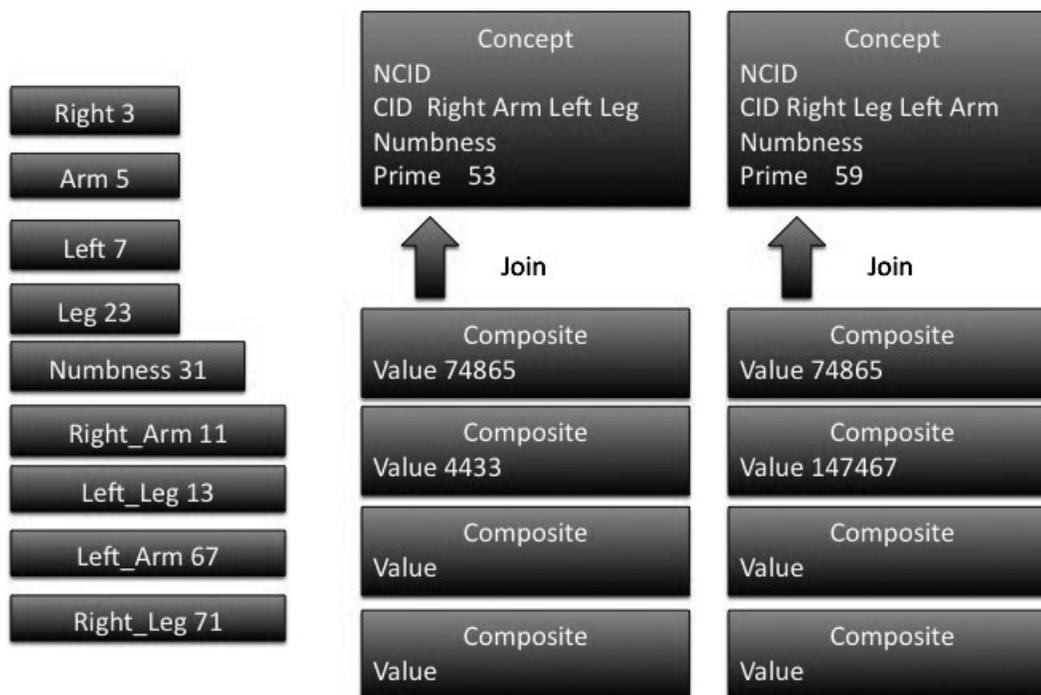 Right 3
Arm 5
Left 7
Leg 23
Numbness 31
Right_Arm 11
Left_Leg 13
Left_Arm 67
Right_Leg 71
Concept
NCID
CID  Right Arm Left Leg
Numbness
Prime    53
Join
Composite
Value 74865
Composite
Value 4433
Composite
Value
Composite
Value
Concept
NCID
CID Right Leg Left Arm
Numbness
Prime    59
Join
Composite
Value 74865
Composite
Value 147467
Composite
Value
Composite
Value